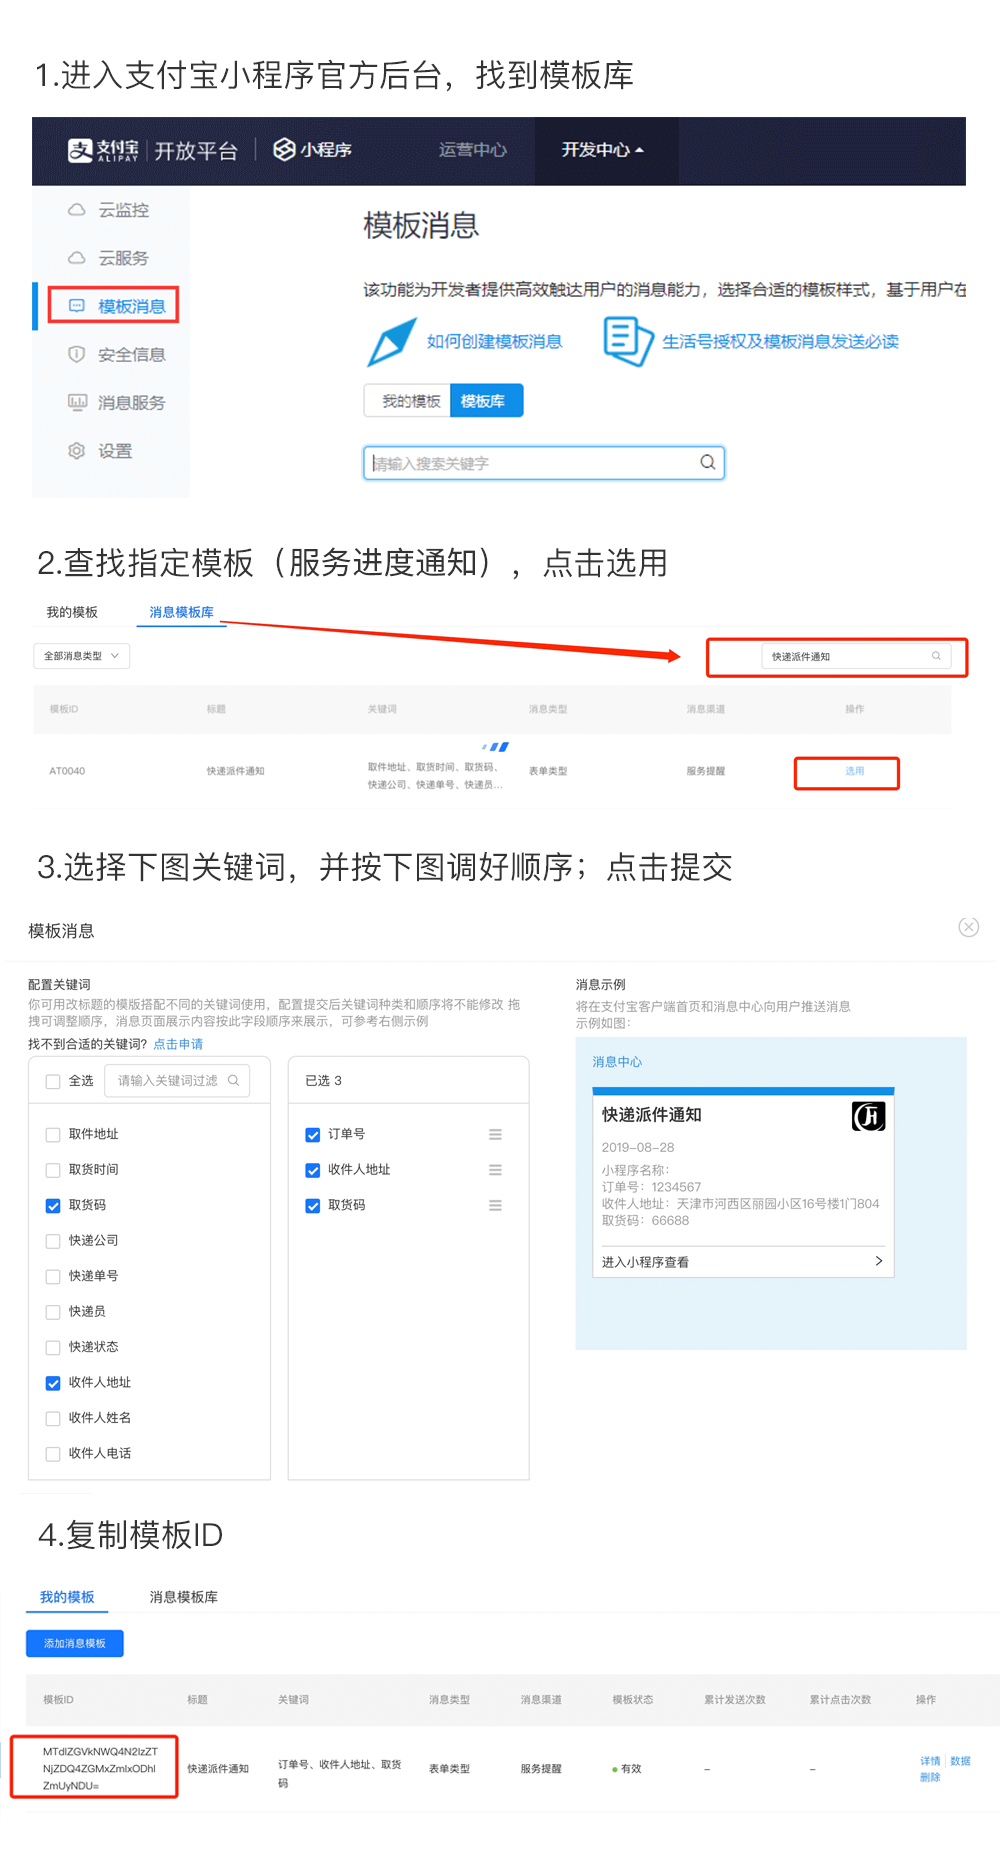 1.进入支付宝小程序官方后台，找到模板库
支付宝 ALIPAY 开放平台 小程序 运营中心 开发中心
云监控
云服务
模板消息
安全信息
消息服务
设置
模板消息
该功能为开发者提供高效触达用户的消息能力，选择合适的模板样式，基于用户在
如何创建模板消息 生活号授权及模板消息发送必读
我的模板 模板库
请输入搜索关键字
2.查找指定模板（服务进度通知），点击选用
我的模板 消息模板库
全部消息类型 快递派件通知
模板ID 标题 关键词 消息类型 消息渠道 操作
AT0040 快递派件通知 取件地址、取货时间、取货码、 表单类型 服务提醒 选用
快递公司、快递单号、快递员...
3.选择下图关键词，并按下图调好顺序；点击提交
模板消息
配置关键词
你可用改标题的模版搭配不同的关键词使用，配置提交后关键词种类和顺序将不能修改 拖
拽可调整顺序，消息页面展示内容按此字段顺序来展示，可参考右侧示例
找不到合适的关键词？点击申请
全选 请输入关键词过滤
取件地址
取货时间
取货码
快递公司
快递单号
快递员
快递状态
收件人地址
收件人姓名
收件人电话
已选 3
订单号
收件人地址
取货码
消息示例
将在支付宝客户端首页和消息中心向用户推送消息
示例如图：
消息中心
快递派件通知
2019-08-28
小程序名称：
订单号：1234567
收件人地址：天津市河西区丽园小区16号楼1门804
取货码：66688
进入小程序查看
4.复制模板ID
我的模板 消息模板库
添加消息模板
模板ID 标题 关键词 消息类型 消息渠道 模板状态 累计发送次数 累计点击次数 操作
MTdlZGVkNWQ4N2IzZT
NjZDQ4ZGMxZmIxODhl
ZmUyNDU=
快递派件通知 订单号、收件人地址、取货 表单类型 服务提醒 有效 – – 详情 数据
码 删除